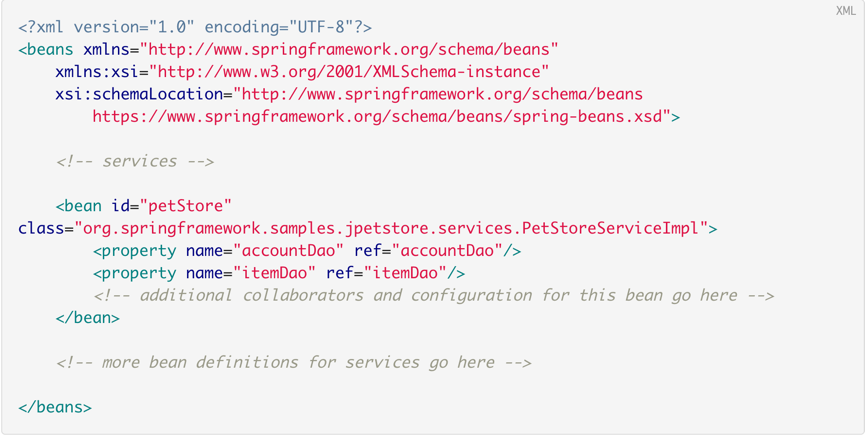 XML
<?xml version="1.0" encoding="UTF-8"?>
<beans xmlns="http://www.springframework.org/schema/beans"
    xmlns:xsi="http://www.w3.org/2001/XMLSchema-instance"
    xsi:schemaLocation="http://www.springframework.org/schema/beans
        https://www.springframework.org/schema/beans/spring-beans.xsd">

    <!-- services -->

    <bean id="petStore"
class="org.springframework.samples.jpetstore.services.PetStoreServiceImpl">
        <property name="accountDao" ref="accountDao"/>
        <property name="itemDao" ref="itemDao"/>
        <!-- additional collaborators and configuration for this bean go here -->
    </bean>

    <!-- more bean definitions for services go here -->

</beans>